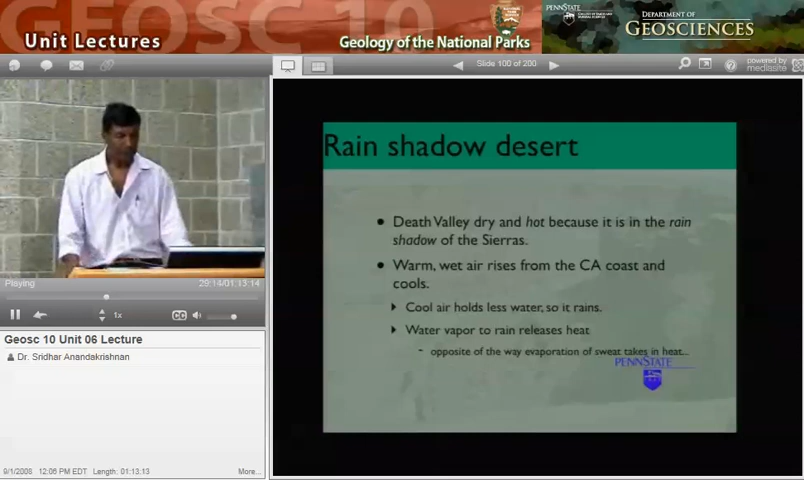 GEOSC 10
Unit Lectures
Geology of the National Parks
PENNSTATE
DEPARTMENT OF
GEOSCIENCES
Slide 100 of 200
powered by
mediasite
Rain shadow desert
• Death Valley dry and hot because it is in the rain
shadow of the Sierras.
• Warm, wet air rises from the CA coast and
cools.
Cool air holds less water, so it rains.
Water vapor to rain releases heat
- opposite of the way evaporation of sweat takes in heat...
PENNSTATE
Playing
29:14/01:13:14
1x
CC
Geosc 10 Unit 06 Lecture
Dr. Sridhar Anandakrishnan
9/1/2008 12:06 PM EDT Length: 01:13:13
More...